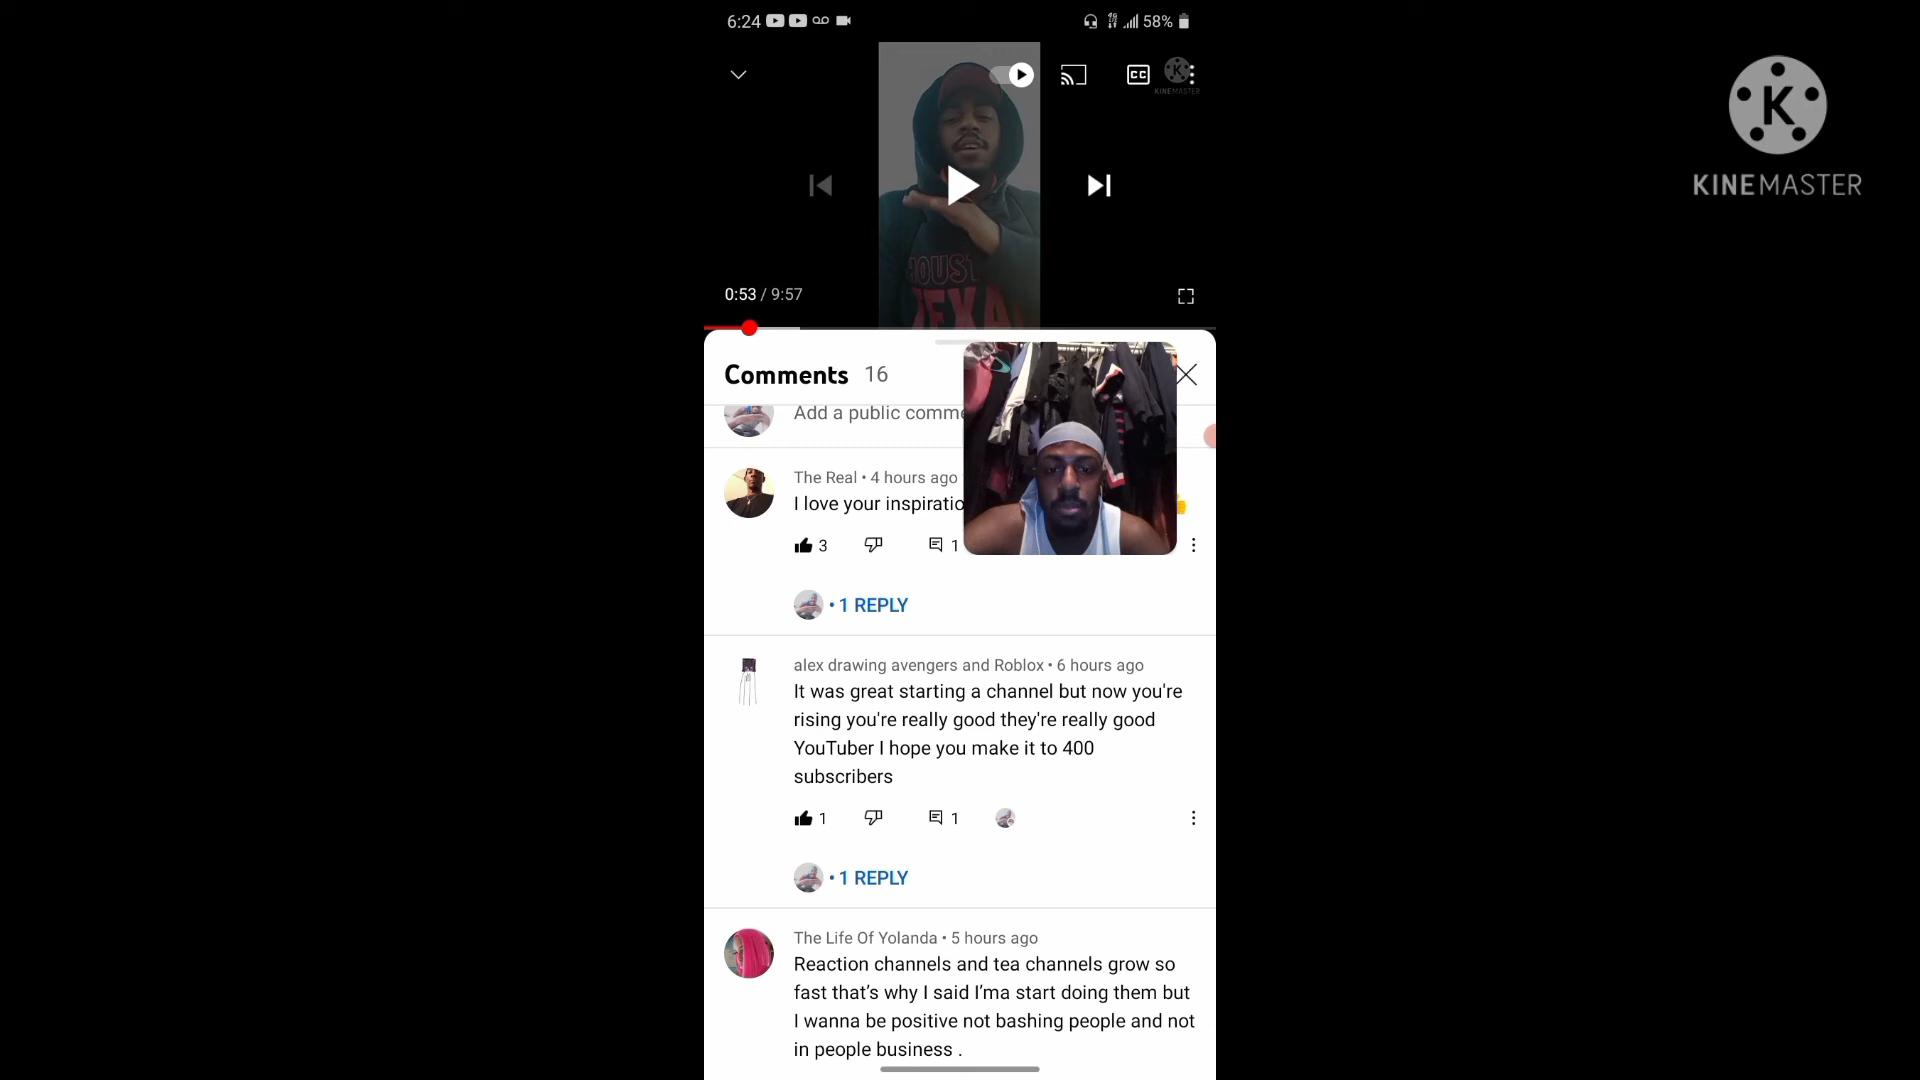 6:24
58%
CC
KINEMASTER
K
KINEMASTER
HOUST
TEXA
0:53 / 9:57
Comments 16
Add a public comme
The Real • 4 hours ago
I love your inspiratio
3
1
• 1 REPLY
alex drawing avengers and Roblox • 6 hours ago
It was great starting a channel but now you're
rising you're really good they're really good
YouTuber I hope you make it to 400
subscribers
1
1
• 1 REPLY
The Life Of Yolanda • 5 hours ago
Reaction channels and tea channels grow so
fast that's why I said I'ma start doing them but
I wanna be positive not bashing people and not
in people business .